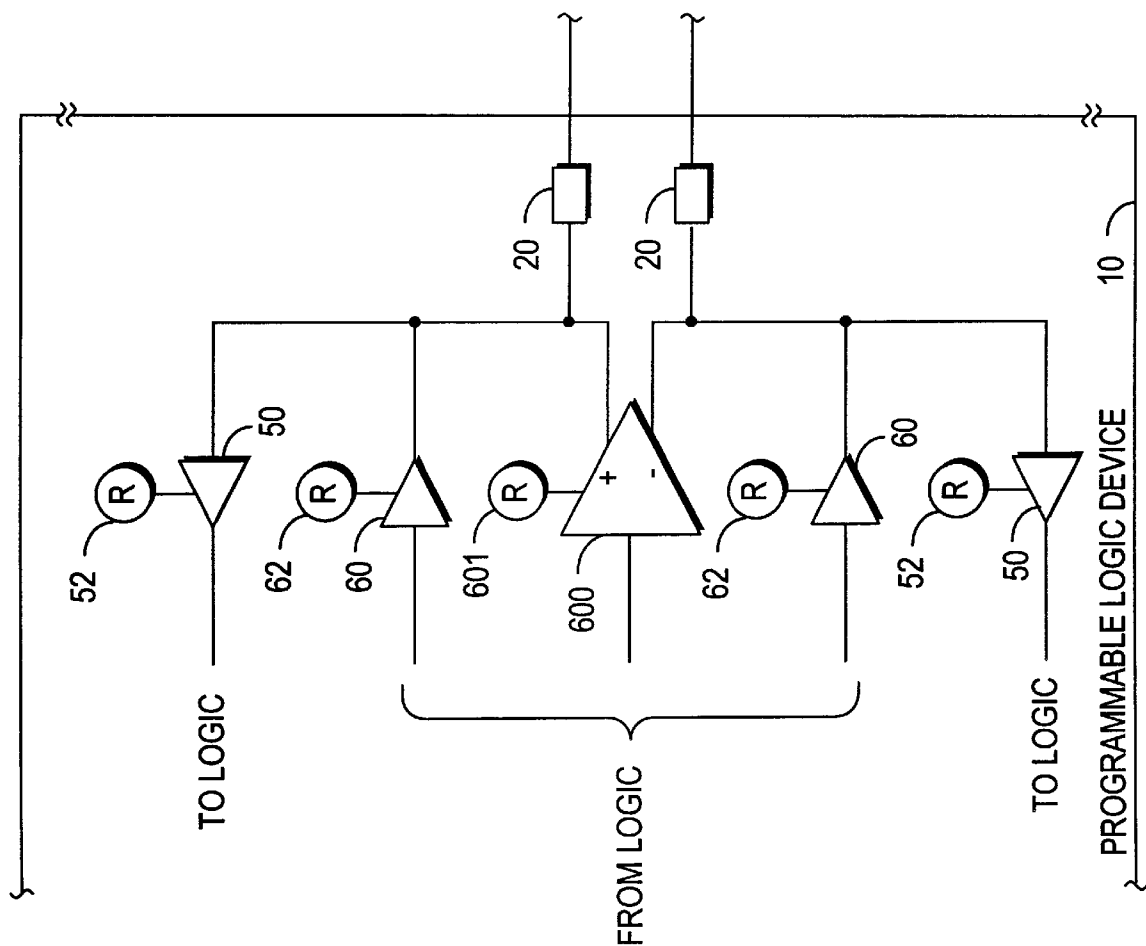 52
R
TO LOGIC
50
62
R
60
601
R
20
600
+
-
FROM LOGIC
20
62
R
60
52
R
50
TO LOGIC
PROGRAMMABLE LOGIC DEVICE
10